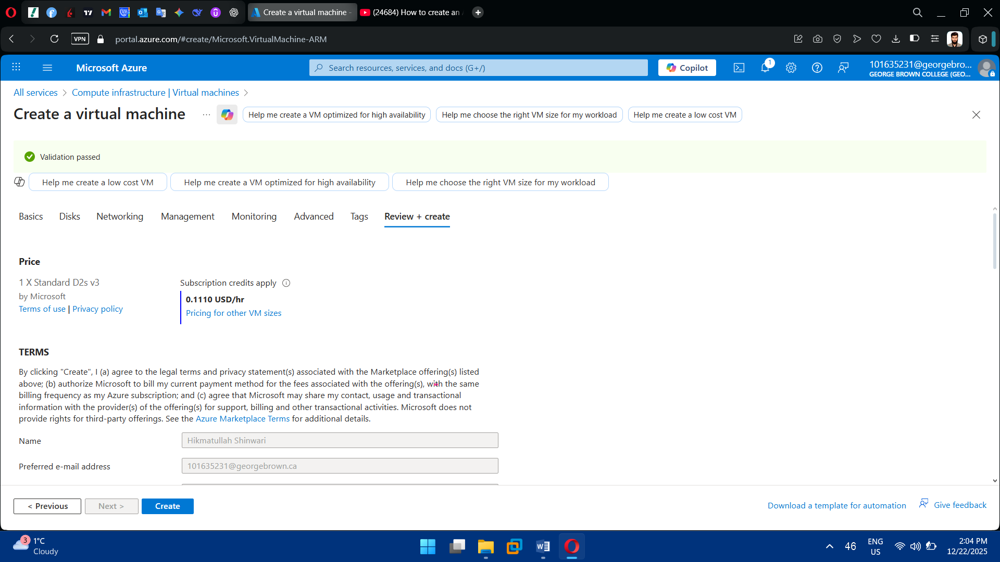 Create a virtual machine -
(24684) How to create an
VPN
portal.azure.com/#create/Microsoft.VirtualMachine-ARM
Microsoft Azure
Search resources, services, and docs (G+/)
Copilot
1
101635231@georgebro...
GEORGE BROWN COLLEGE (GEO...
All services > Compute infrastructure | Virtual machines >
Create a virtual machine
...
Help me create a VM optimized for high availability
Help me choose the right VM size for my workload
Help me create a low cost VM
Validation passed
Help me create a low cost VM
Help me create a VM optimized for high availability
Help me choose the right VM size for my workload
Basics Disks Networking Management Monitoring Advanced Tags Review + create
Price
1 X Standard D2s v3
by Microsoft
Terms of use | Privacy policy
Subscription credits apply
0.1110 USD/hr
Pricing for other VM sizes
TERMS
By clicking "Create", I (a) agree to the legal terms and privacy statement(s) associated with the Marketplace offering(s) listed
above; (b) authorize Microsoft to bill my current payment method for the fees associated with the offering(s), with the same
billing frequency as my Azure subscription; and (c) agree that Microsoft may share my contact, usage and transactional
information with the provider(s) of the offering(s) for support, billing and other transactional activities. Microsoft does not
provide rights for third-party offerings. See the Azure Marketplace Terms for additional details.
Name
Hikmatullah Shinwari
Preferred e-mail address
101635231@georgebrown.ca
< Previous
Next >
Create
Download a template for automation
Give feedback
3
1°C
Cloudy
46
ENG
US
2:04 PM
12/22/2025